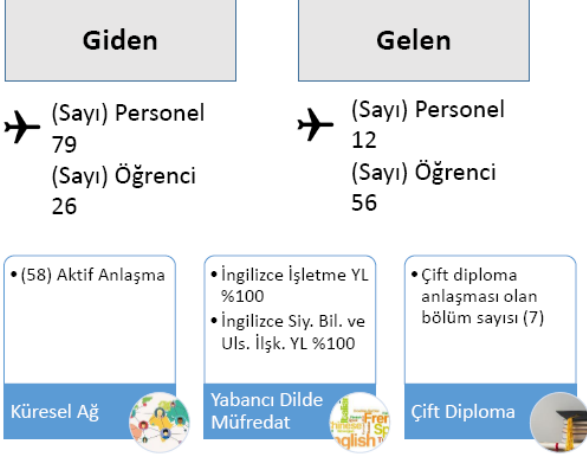 Giden
(Sayı) Personel
79
(Sayı) Öğrenci
26
Gelen
(Sayı) Personel
12
(Sayı) Öğrenci
56
• (58) Aktif Anlaşma
Küresel Ağ
• İngilizce İşletme YL
%100
• İngilizce Siy. Bil. ve
Uls. İlşk. YL %100
Yabancı Dilde
Müfredat
• Çift diploma
anlaşması olan
bölüm sayısı (7)
Çift Diploma